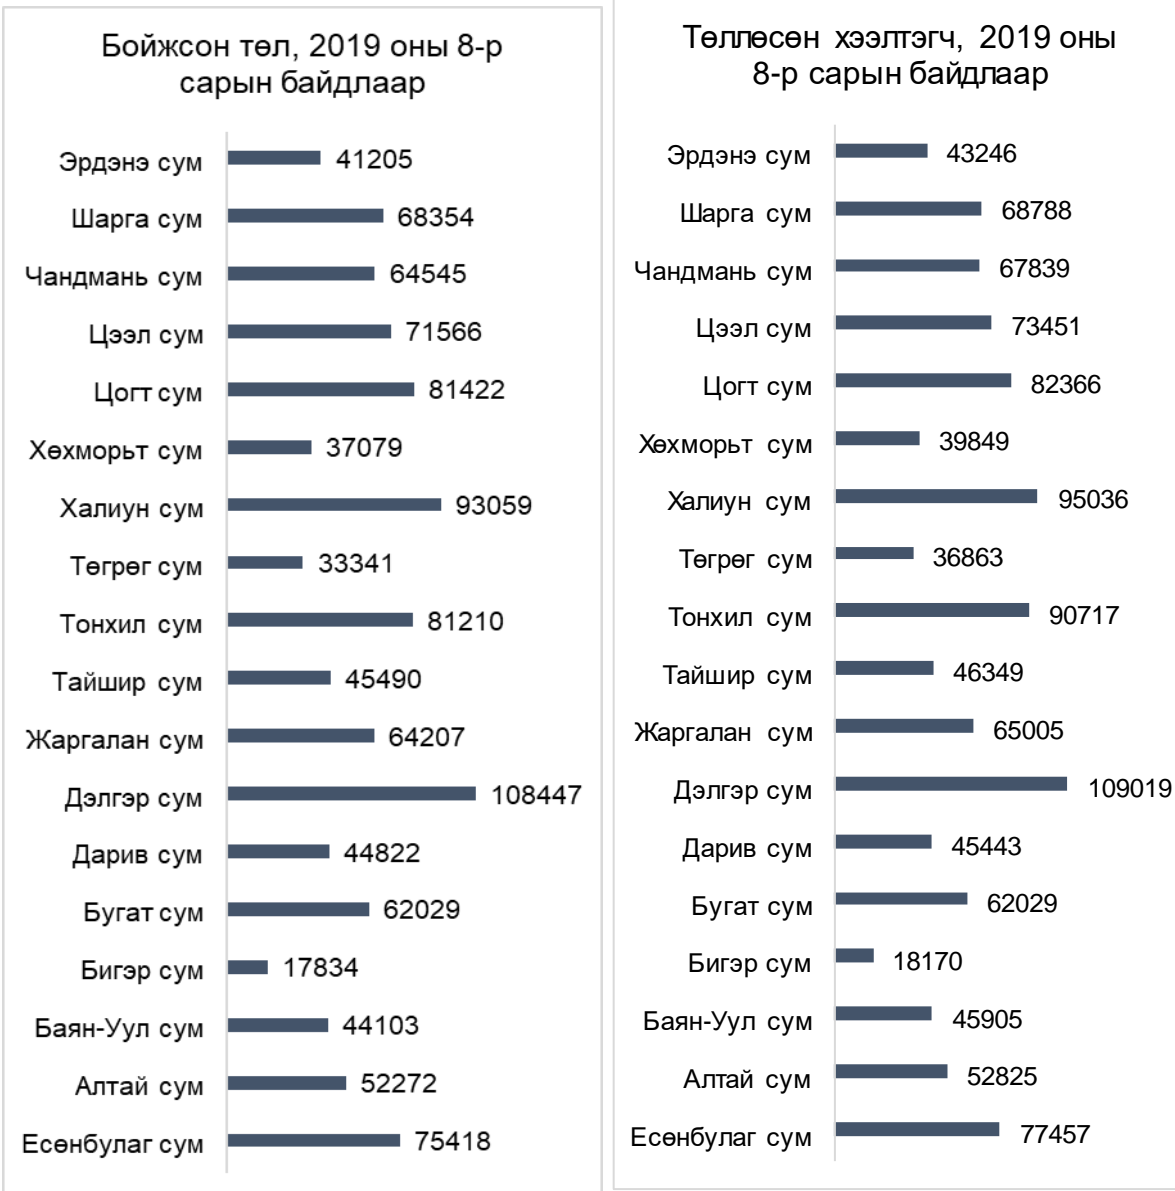 Бойжсон төл, 2019 оны 8-р
сарын байдлаар
Эрдэнэ сум 41205
Шарга сум 68354
Чандмань сум 64545
Цээл сум 71566
Цогт сум 81422
Хөхморьт сум 37079
Халиун сум 93059
Төгрөг сум 33341
Тонхил сум 81210
Тайшир сум 45490
Жаргалан сум 64207
Дэлгэр сум 108447
Дарив сум 44822
Бугат сум 62029
Бигэр сум 17834
Баян-Уул сум 44103
Алтай сум 52272
Есөнбулаг сум 75418
Төллөсөн хээлтэгч, 2019 оны
8-р сарын байдлаар
Эрдэнэ сум 43246
Шарга сум 68788
Чандмань сум 67839
Цээл сум 73451
Цогт сум 82366
Хөхморьт сум 39849
Халиун сум 95036
Төгрөг сум 36863
Тонхил сум 90717
Тайшир сум 46349
Жаргалан сум 65005
Дэлгэр сум 109019
Дарив сум 45443
Бугат сум 62029
Бигэр сум 18170
Баян-Уул сум 45905
Алтай сум 52825
Есөнбулаг сум 77457